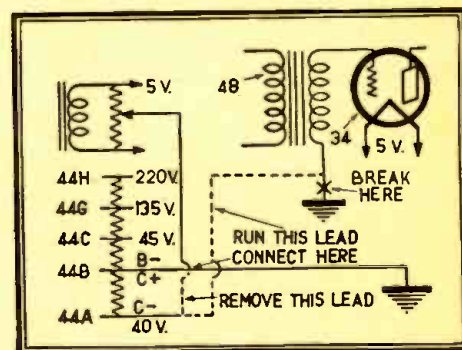 5 V.
48
34
5 V.
44H 220V.
BREAK
HERE
44G 135V.
44C 45 V.
RUN THIS LEAD
CONNECT HERE
44B B-
C+
REMOVE THIS LEAD
C-
44A 40 V.